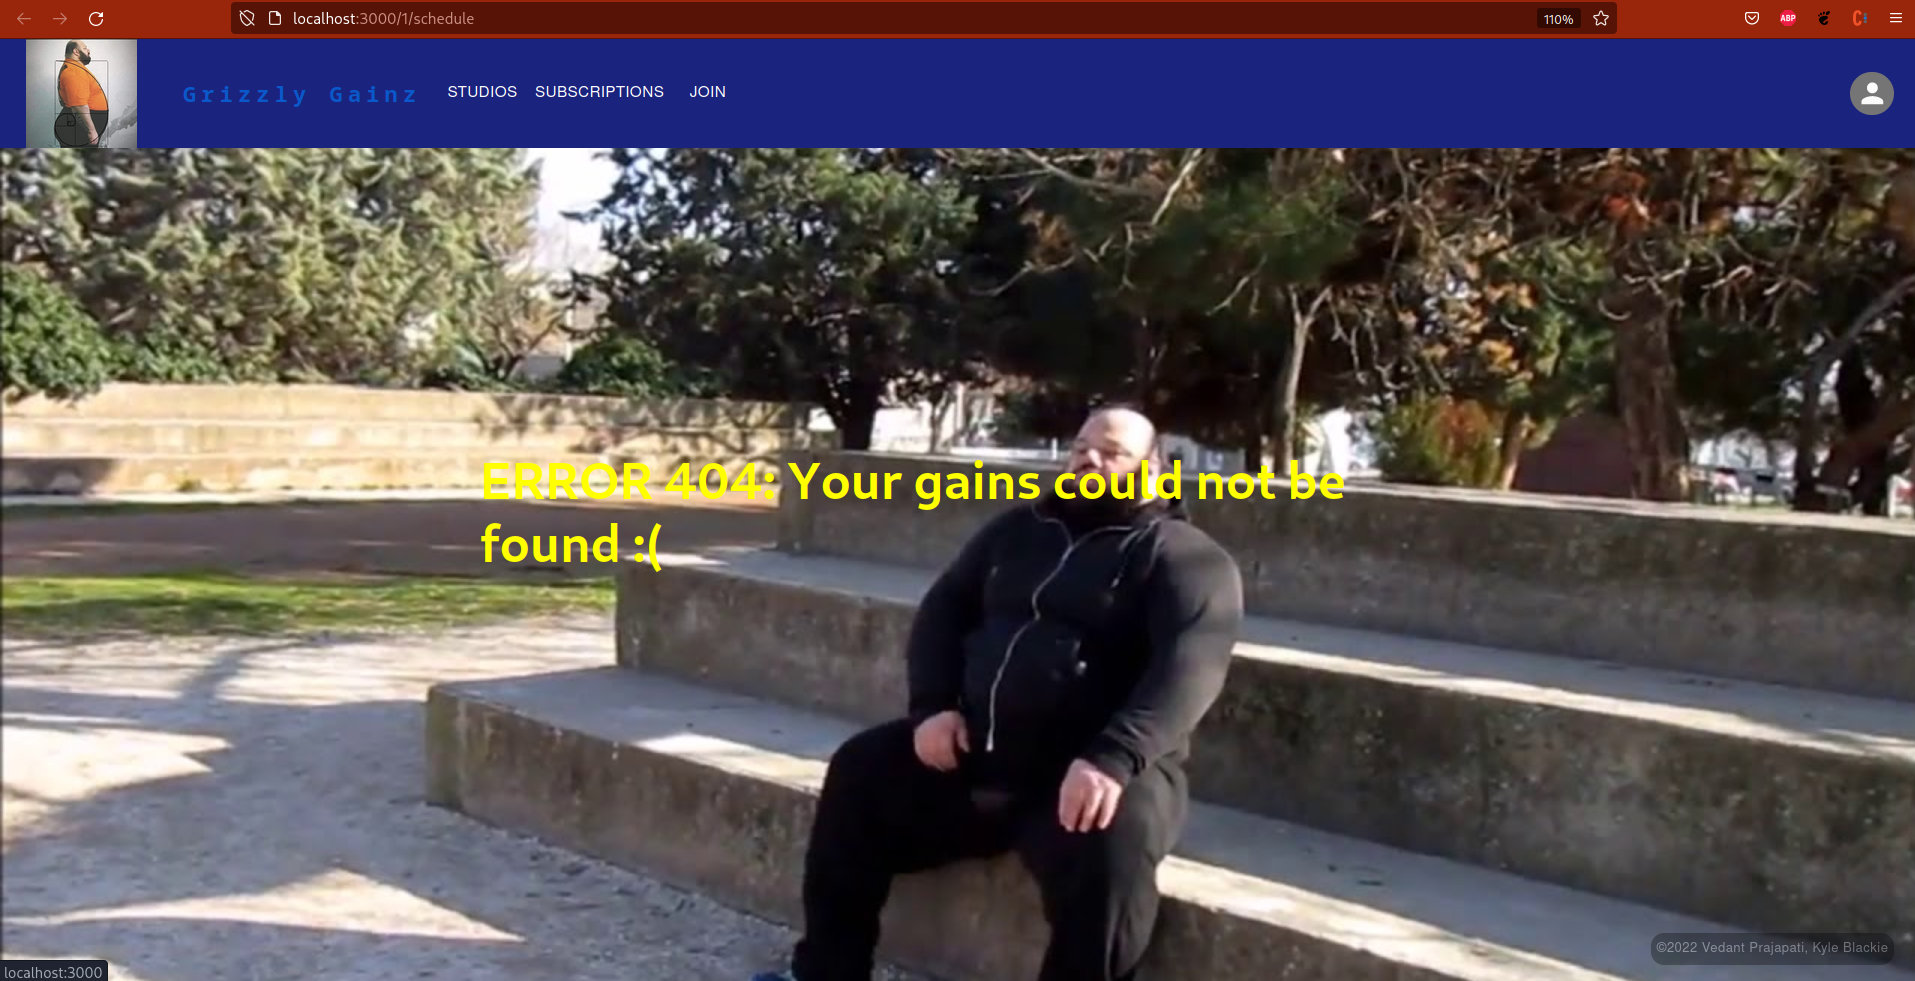 localhost:3000/1/schedule
110%
ABP
Grizzly Gainz
STUDIOS
SUBSCRIPTIONS
JOIN
ERROR 404: Your gains could not be
found :(
©2022 Vedant Prajapati, Kyle Blackie
localhost:3000